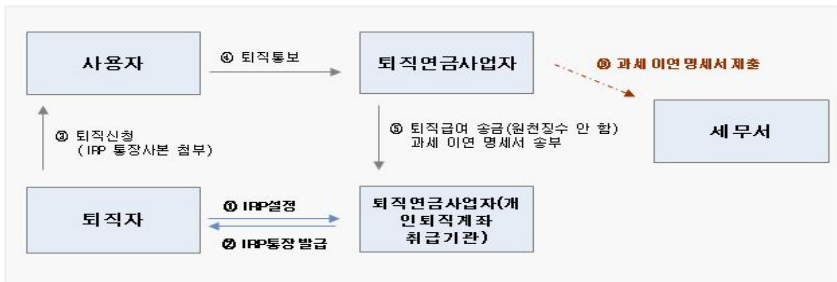 사용자
④ 퇴직통보
퇴직연금사업자
⑥ 과세 이연 명세서 제출
③ 퇴직신청
(IRP 통장사본 첨부)
⑤ 퇴직급여 송금(원천징수 안 함)
과세 이연 명세서 송부
세무서
퇴직자
① IRP설정
② IRP통장 발급
퇴직연금사업자(개
인퇴직계좌
취급기관)